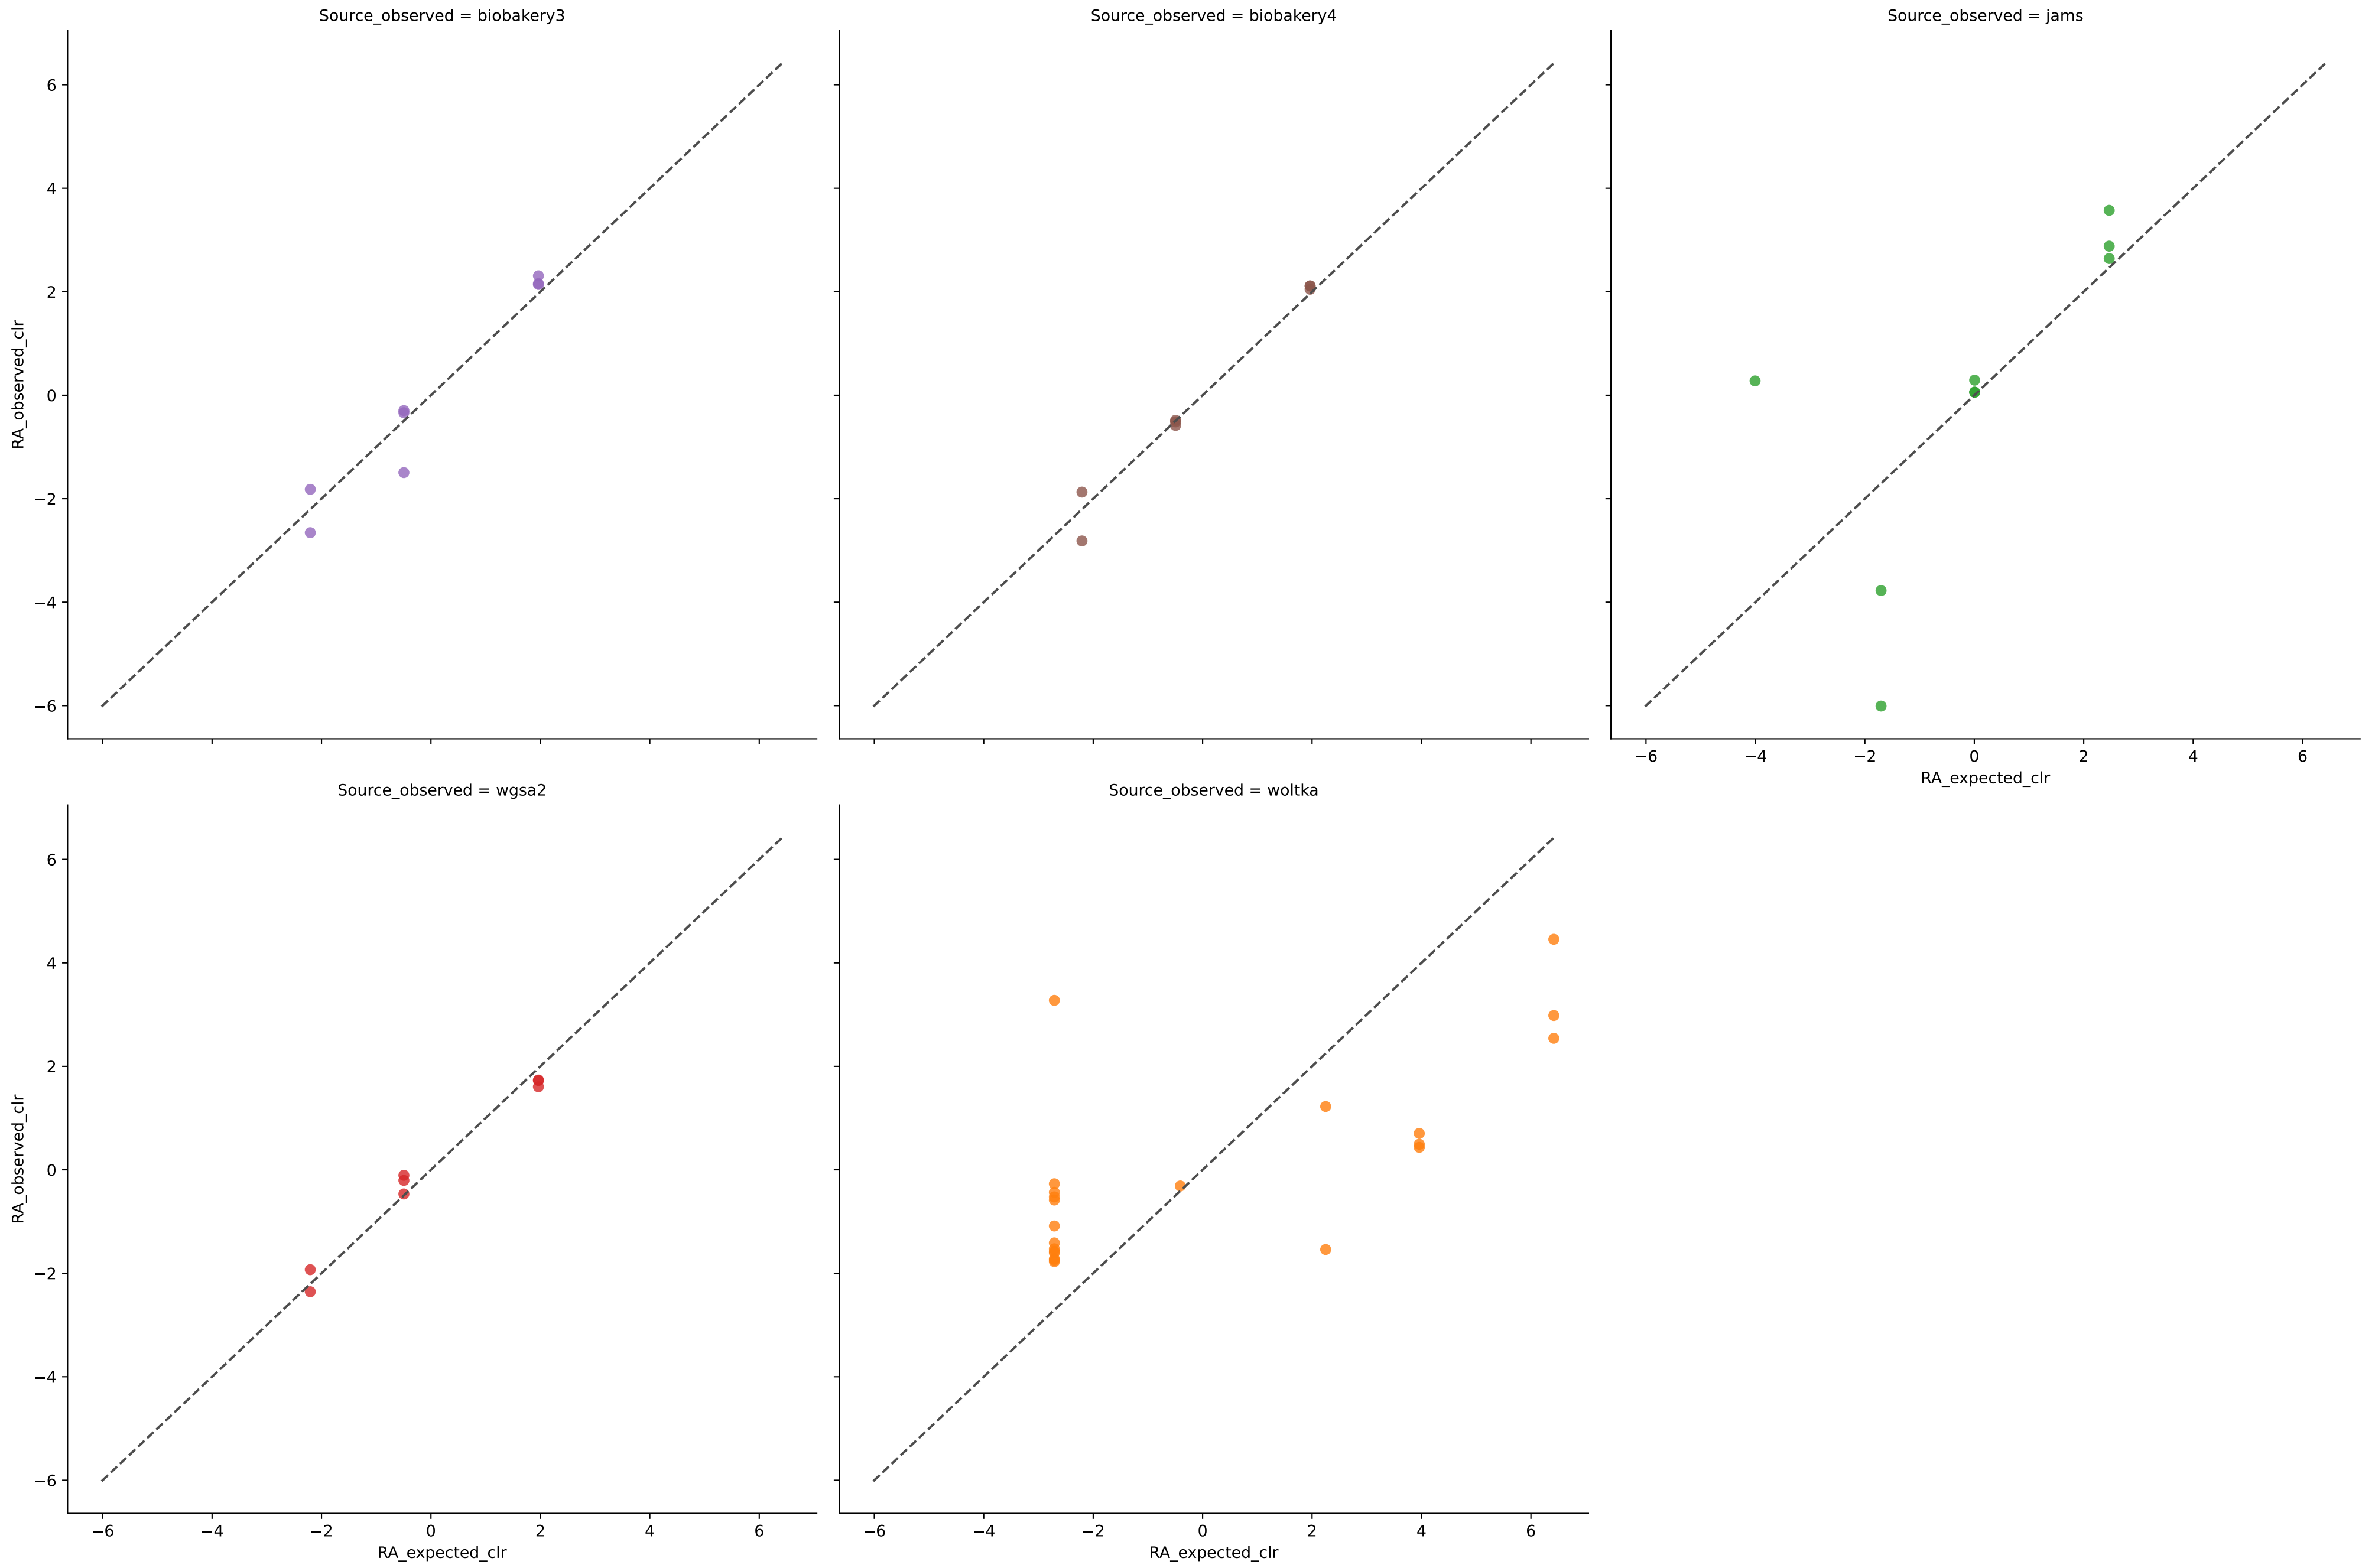 Source_observed = biobakery3
Source_observed = biobakery4
Source_observed = jams
6
4
2
0
−2
−4
−6
RA_observed_clr
−6 −4 −2 0 2 4 6
RA_expected_clr
Source_observed = wgsa2
Source_observed = woltka
6
4
2
0
−2
−4
−6
RA_observed_clr
−6 −4 −2 0 2 4 6
−6 −4 −2 0 2 4 6
RA_expected_clr
RA_expected_clr